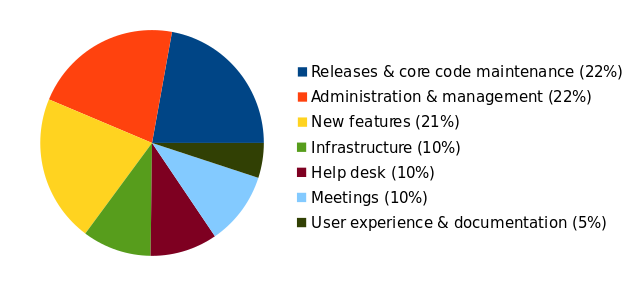 Releases & core code maintenance (22%)
Administration & management (22%)
New features (21%)
Infrastructure (10%)
Help desk (10%)
Meetings (10%)
User experience & documentation (5%)